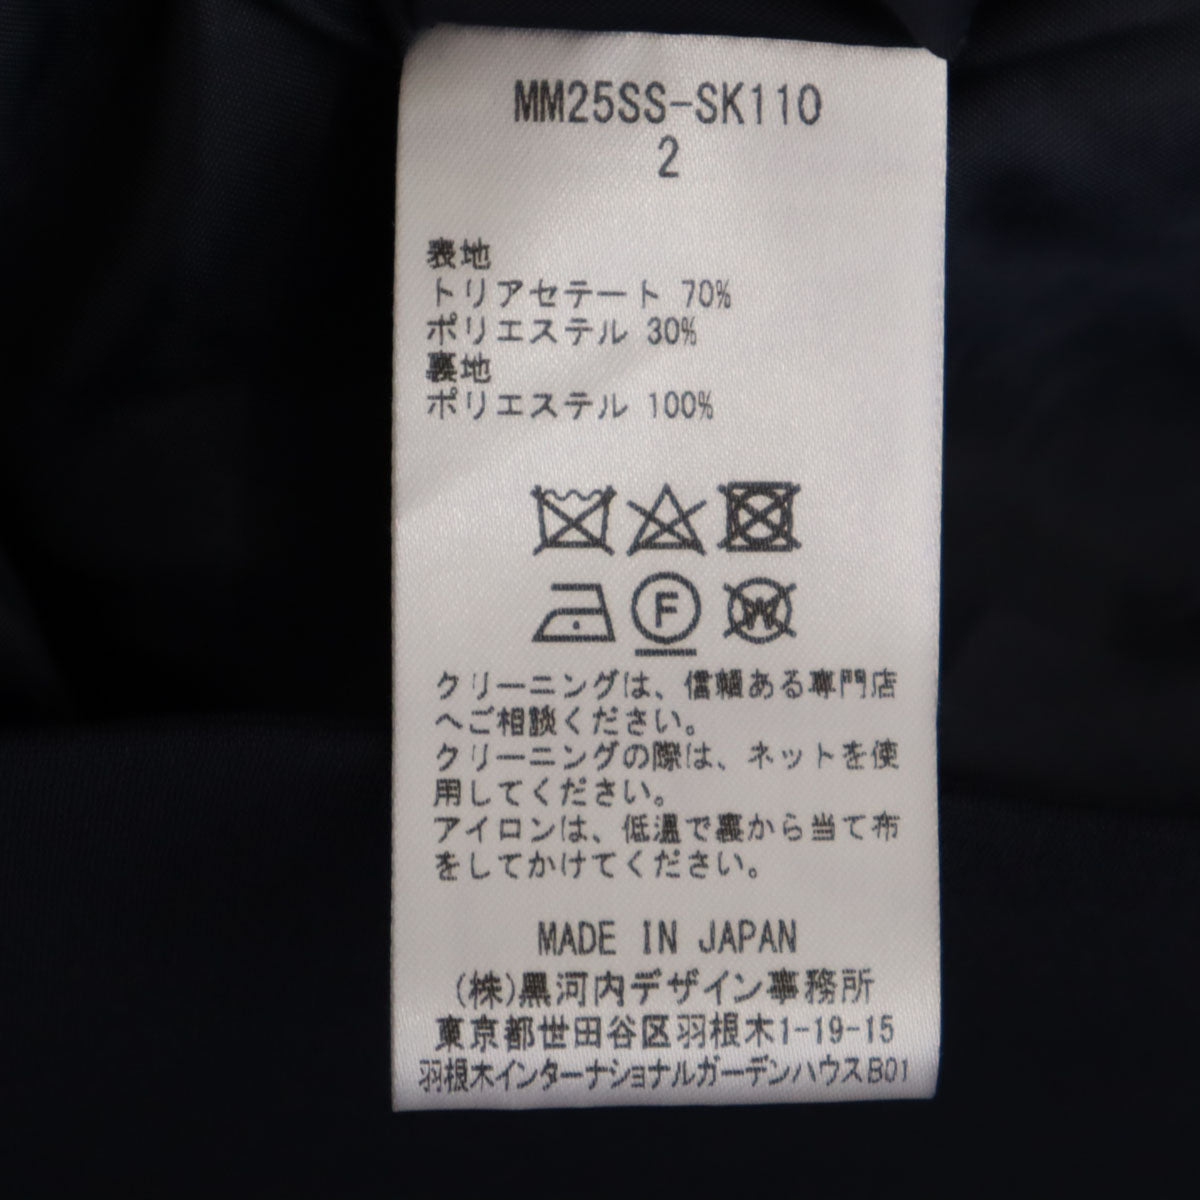 MM25SS-SK110
2
表地
トリアセテート 70%
ポリエステル 30%
裏地
ポリエステル 100%
F
W
クリーニングは、信頼ある専門店
へご相談ください。
クリーニングの際は、ネットを使
用してください。
アイロンは、低温で裏から当て布
をしてかけてください。
MADE IN JAPAN
(株)黒河内デザイン事務所
東京都世田谷区羽根木1-19-15
羽根木インターナショナルガーデンハウスB01